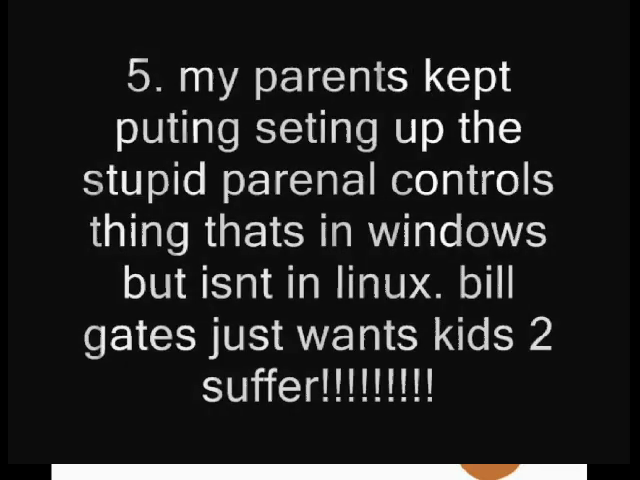 5. my parents kept
puting seting up the
stupid parenal controls
thing thats in windows
but isnt in linux. bill
gates just wants kids 2
suffer!!!!!!!!!